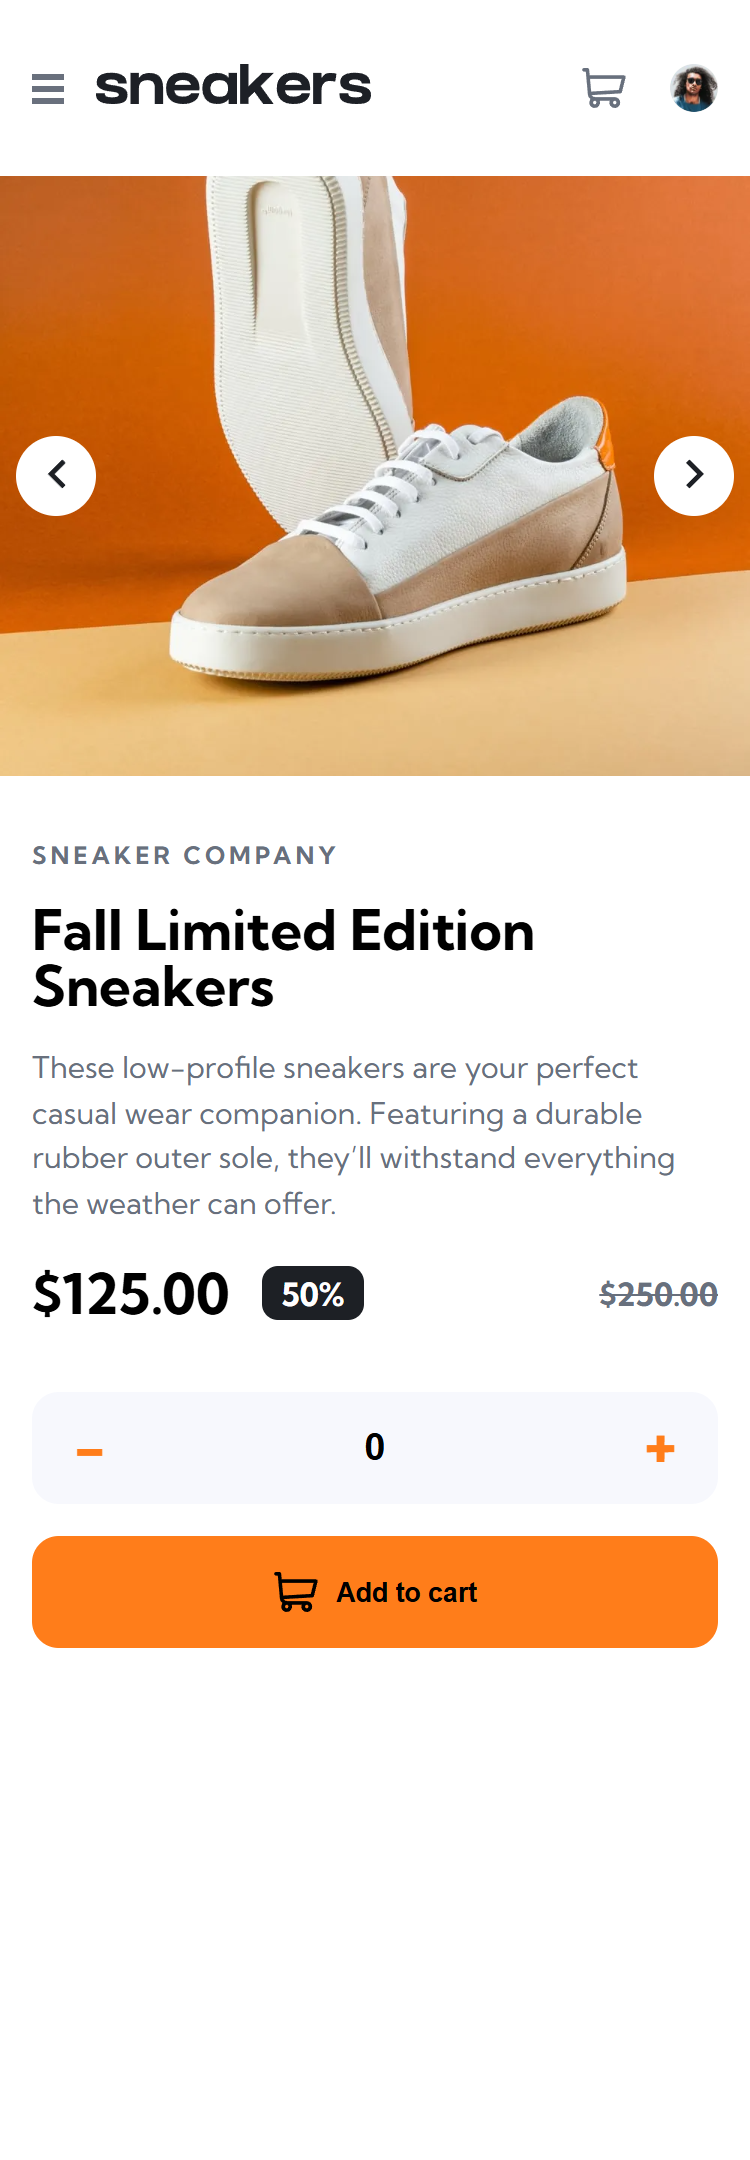 sneakers
SNEAKER COMPANY
Fall Limited Edition
Sneakers
These low-profile sneakers are your perfect
casual wear companion. Featuring a durable
rubber outer sole, they’ll withstand everything
the weather can offer.
$125.00 50% $250.00
– 0 +
Add to cart